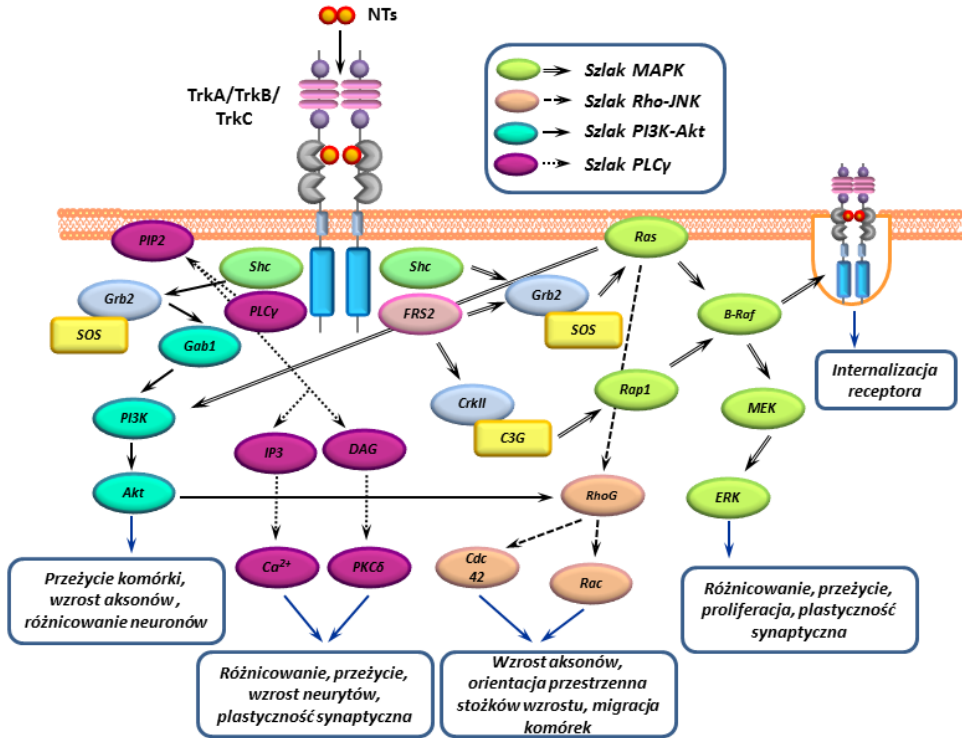 NTs
TrkA/TrkB/
TrkC
Szlak MAPK
Szlak Rho-JNK
Szlak PI3K-Akt
Szlak PLCγ
PIP2
Shc
Grb2
SOS
PLCγ
Gab1
Shc
FRS2
Grb2
SOS
Ras
B-Raf
Internalizacja
receptora
PI3K
CrkII
C3G
Rap1
MEK
IP3
DAG
Akt
RhoG
ERK
Ca²⁺
PKCδ
Cdc
42
Rac
Przeżycie komórki,
wzrost aksonów ,
różnicowanie neuronów
Różnicowanie, przeżycie,
wzrost neurytów,
plastyczność synaptyczna
Wzrost aksonów,
orientacja przestrzenna
stożków wzrostu, migracja
komórek
Różnicowanie, przeżycie,
proliferacja, plastyczność
synaptyczna